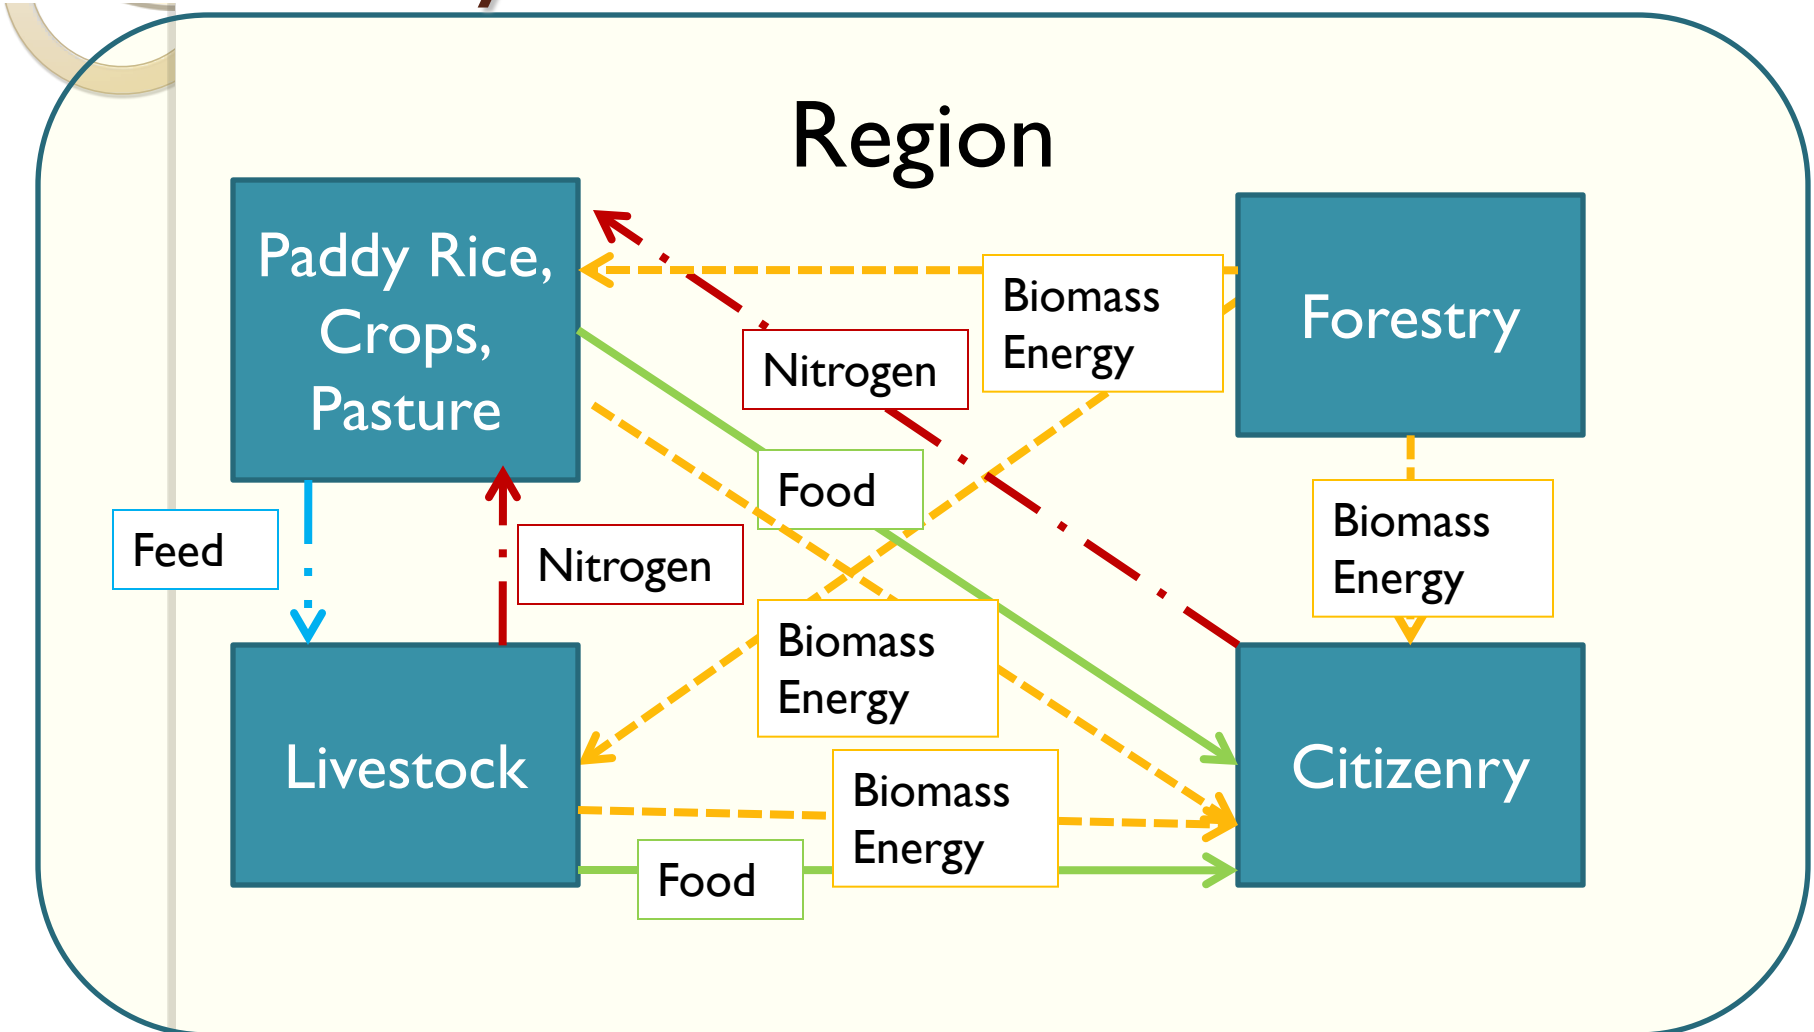 Region
Paddy Rice,
Crops,
Pasture
Forestry
Biomass
Energy
Nitrogen
Food
Feed
Nitrogen
Biomass
Energy
Biomass
Energy
Livestock
Citizenry
Biomass
Energy
Food